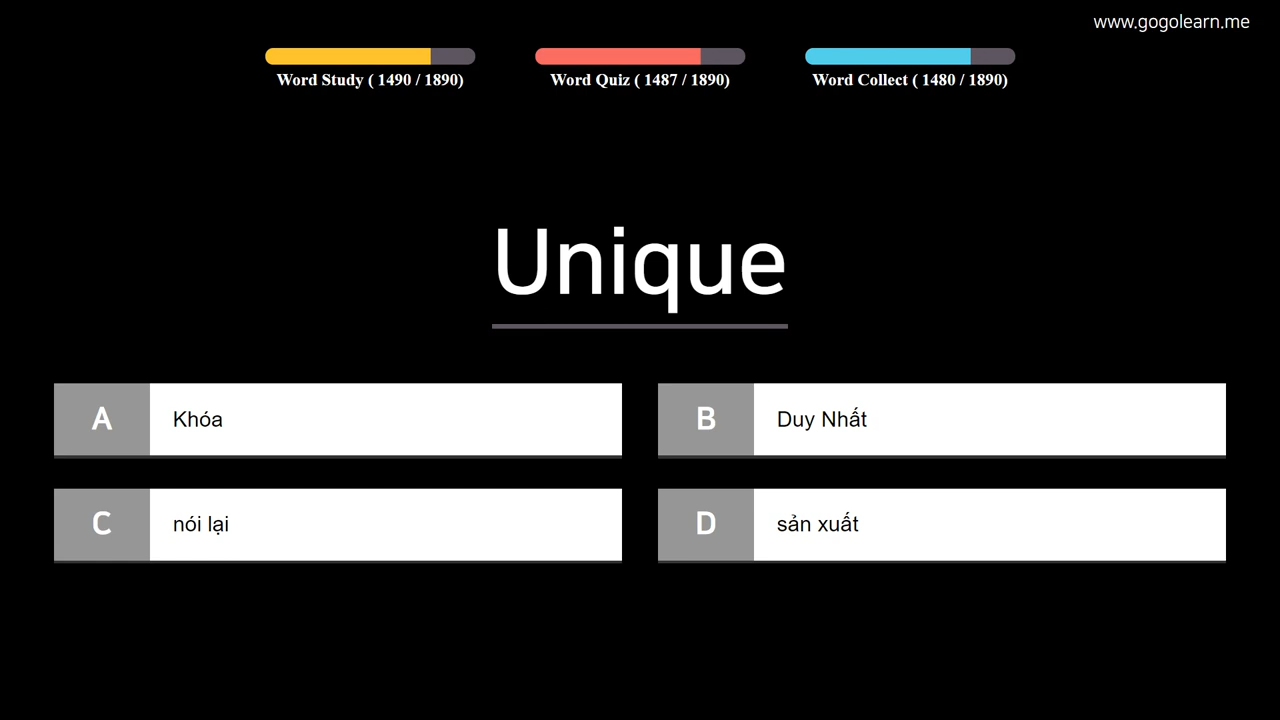 www.gogolearn.me
Word Study ( 1490 / 1890)
Word Quiz ( 1487 / 1890)
Word Collect ( 1480 / 1890)
Unique
A Khóa
B Duy Nhất
C nói lại
D sản xuất